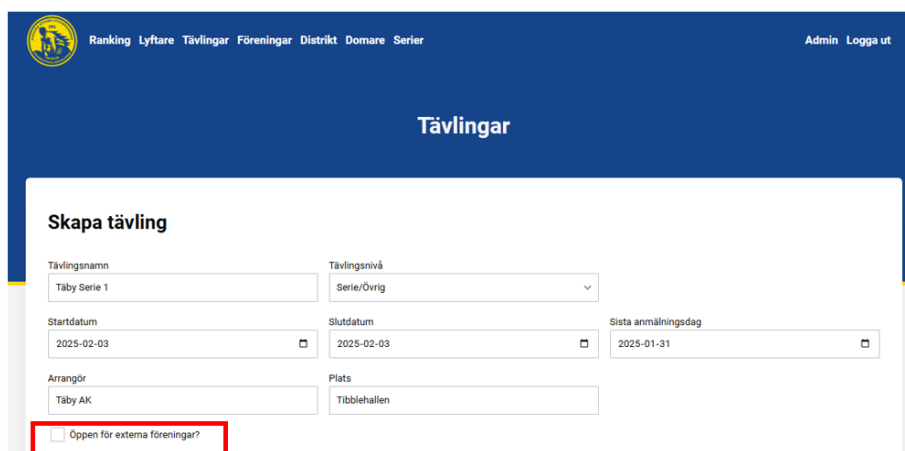 Ranking Lyftare Tävlingar Föreningar Distrikt Domare Serier Admin Logga ut
Tävlingar
Skapa tävling
Tävlingsnamn Tävlingsnivå
Täby Serie 1 Serie/Övrig
Startdatum Slutdatum Sista anmälningsdag
2025-02-03 2025-02-03 2025-01-31
Arrangör Plats
Täby AK Tibblehallen
Öppen för externa föreningar?